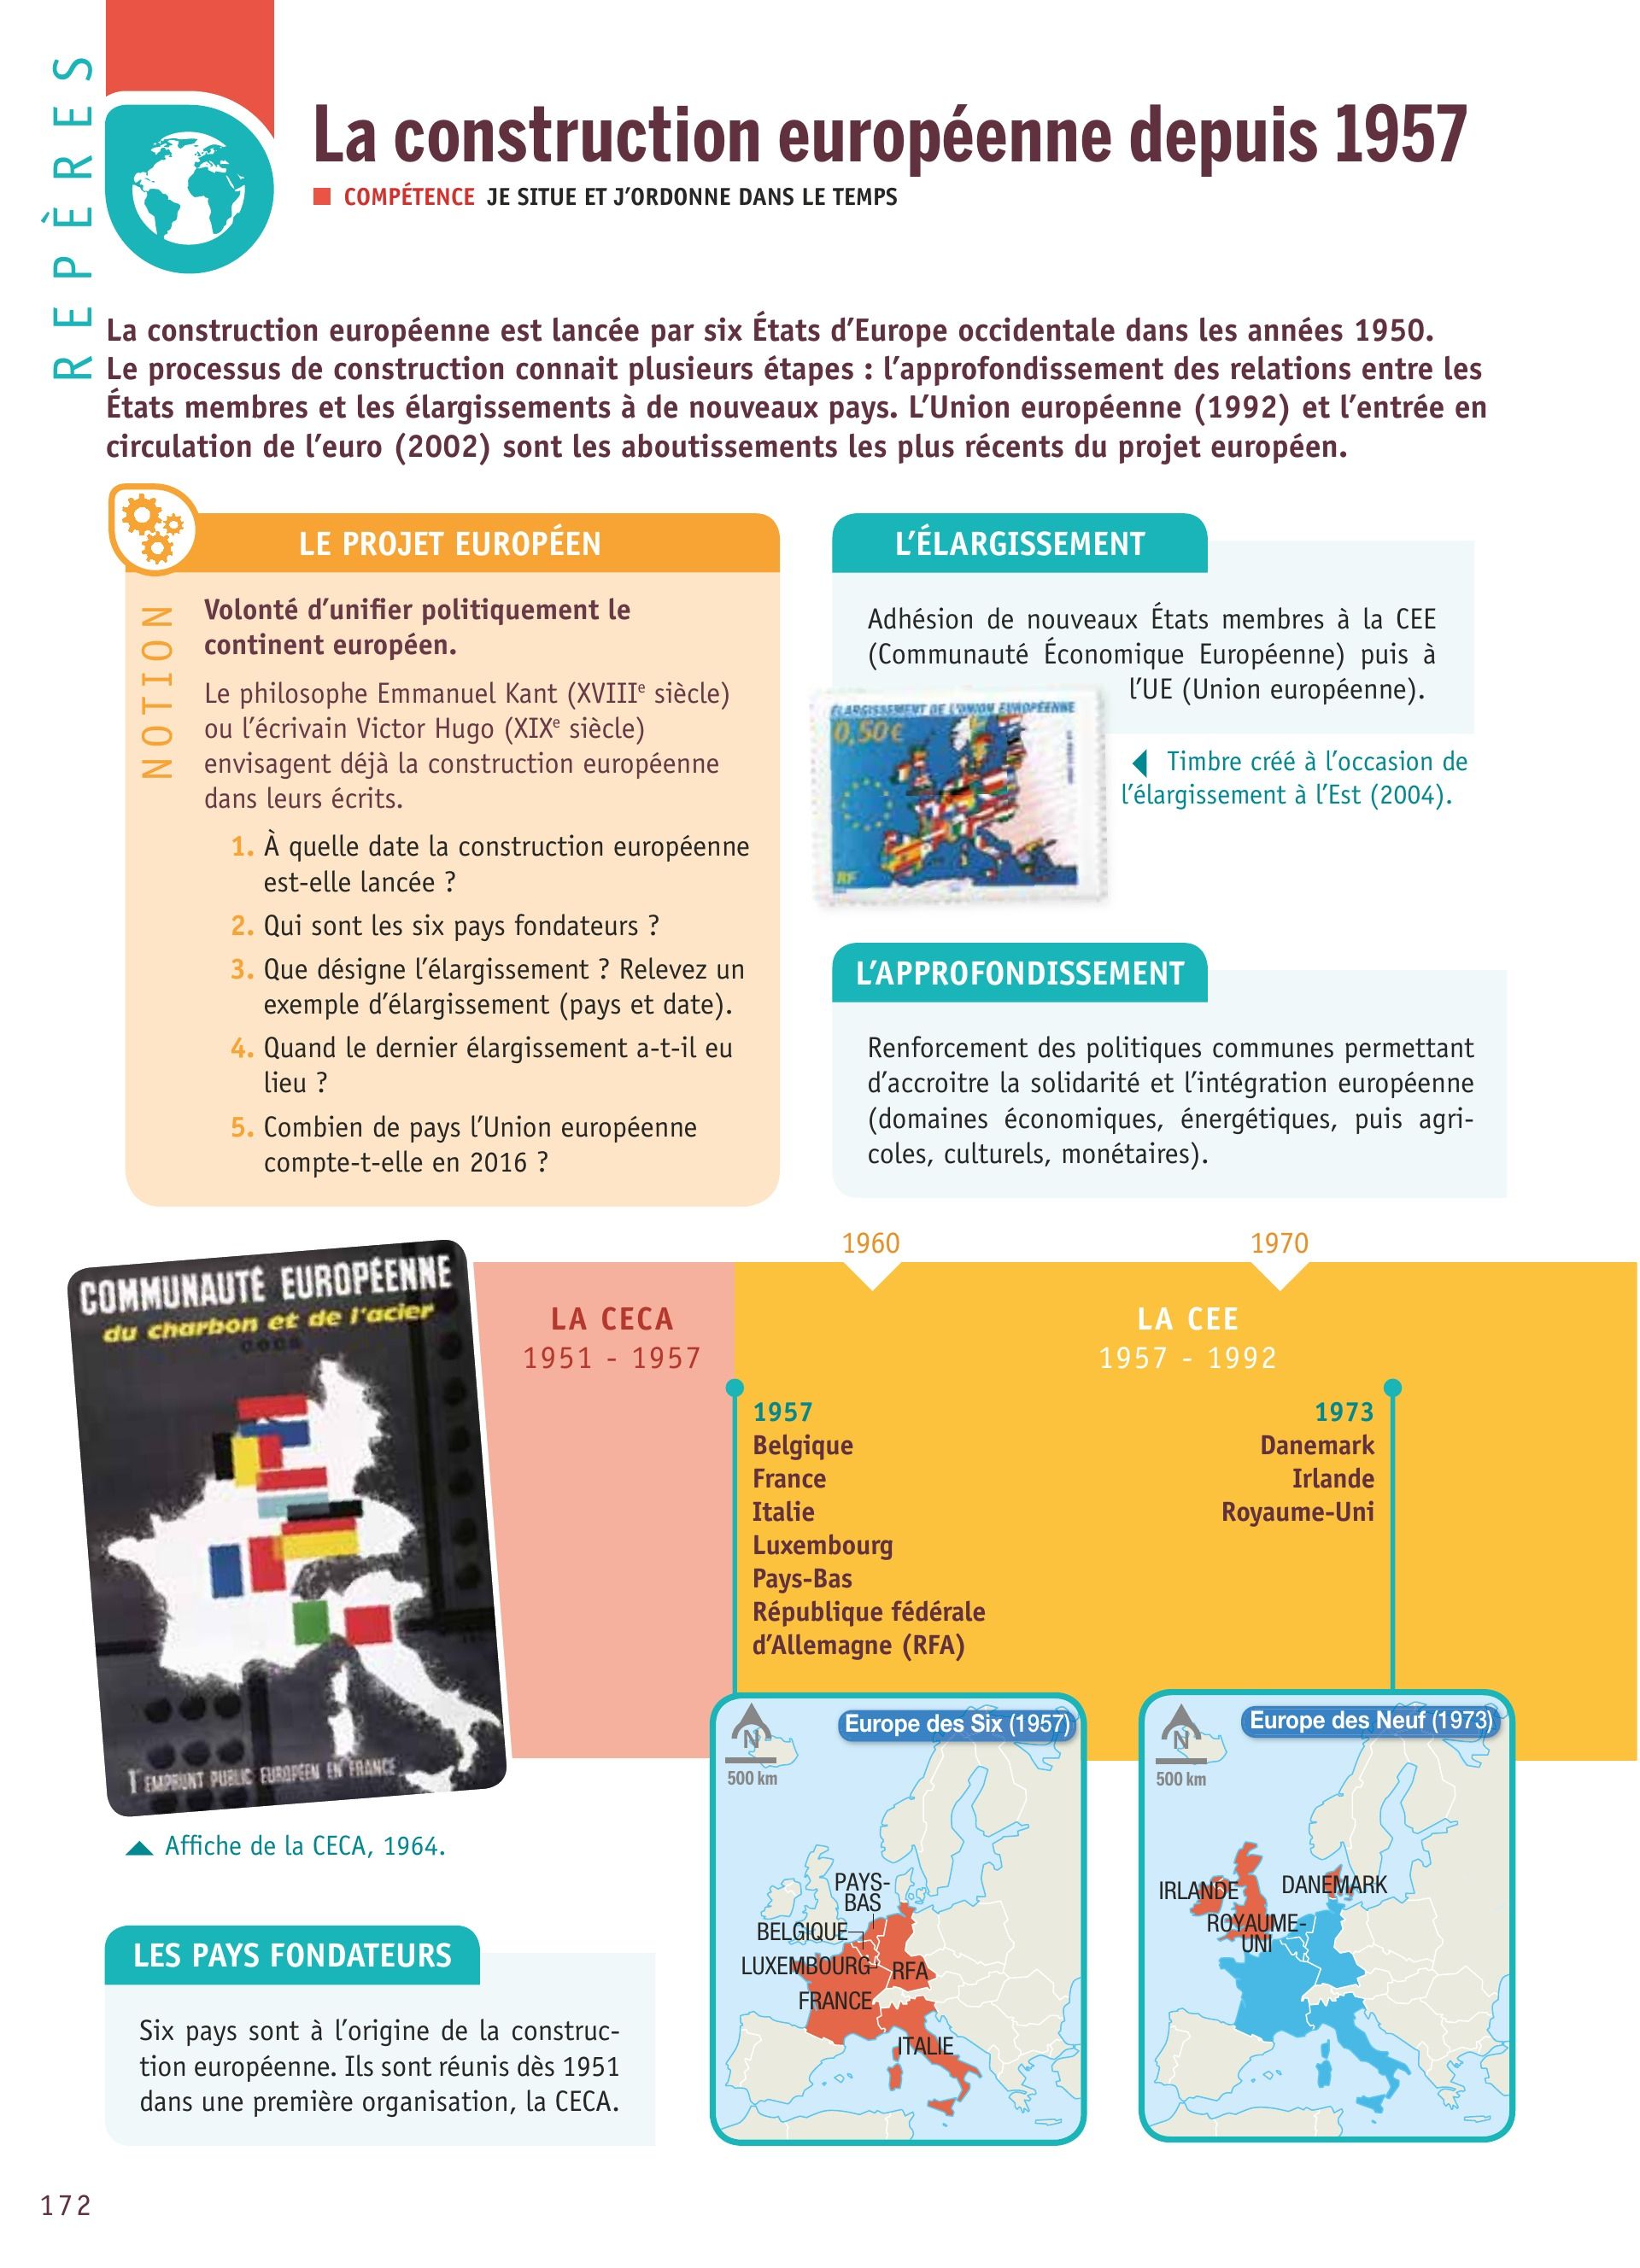 REPÈRES
La construction européenne depuis 1957
COMPÉTENCE JE SITUE ET J'ORDONNE DANS LE TEMPS
La construction européenne est lancée par six États d'Europe occidentale dans les années 1950.
Le processus de construction connait plusieurs étapes : l'approfondissement des relations entre les
États membres et les élargissements à de nouveaux pays. L'Union européenne (1992) et l'entrée en
circulation de l'euro (2002) sont les aboutissements les plus récents du projet européen.
NOTION
LE PROJET EUROPÉEN
Volonté d'unifier politiquement le
continent européen.
Le philosophe Emmanuel Kant (XVIIIe siècle)
ou l'écrivain Victor Hugo (XIXe siècle)
envisagent déjà la construction européenne
dans leurs écrits.
1. À quelle date la construction européenne
est-elle lancée ?
2. Qui sont les six pays fondateurs ?
3. Que désigne l'élargissement ? Relevez un
exemple d'élargissement (pays et date).
4. Quand le dernier élargissement a-t-il eu
lieu ?
5. Combien de pays l'Union européenne
compte-t-elle en 2016 ?
L'ÉLARGISSEMENT
Adhésion de nouveaux États membres à la CEE
(Communauté Économique Européenne) puis à
l'UE (Union européenne).
ÉLARGISSEMENT DE L'UNION EUROPÉENNE
0,50€
RF
Timbre créé à l'occasion de
l'élargissement à l'Est (2004).
L'APPROFONDISSEMENT
Renforcement des politiques communes permettant
d'accroitre la solidarité et l'intégration européenne
(domaines économiques, énergétiques, puis agri-
coles, culturels, monétaires).
COMMUNAUTÉ EUROPÉENNE
du charbon et de l'acier
CECA
EMPRUNT PUBLIC EUROPÉEN EN FRANCE
Affiche de la CECA, 1964.
1960
1970
LA CECA
1951 - 1957
LA CEE
1957 - 1992
1957
Belgique
France
Italie
Luxembourg
Pays-Bas
République fédérale
d'Allemagne (RFA)
1973
Danemark
Irlande
Royaume-Uni
Europe des Six (1957)
N
500 km
PAYS-
BAS
BELGIQUE
LUXEMBOURG
RFA
FRANCE
ITALIE
Europe des Neuf (1973)
N
500 km
IRLANDE
DANEMARK
ROYAUME-
UNI
LES PAYS FONDATEURS
Six pays sont à l'origine de la construc-
tion européenne. Ils sont réunis dès 1951
dans une première organisation, la CECA.
172